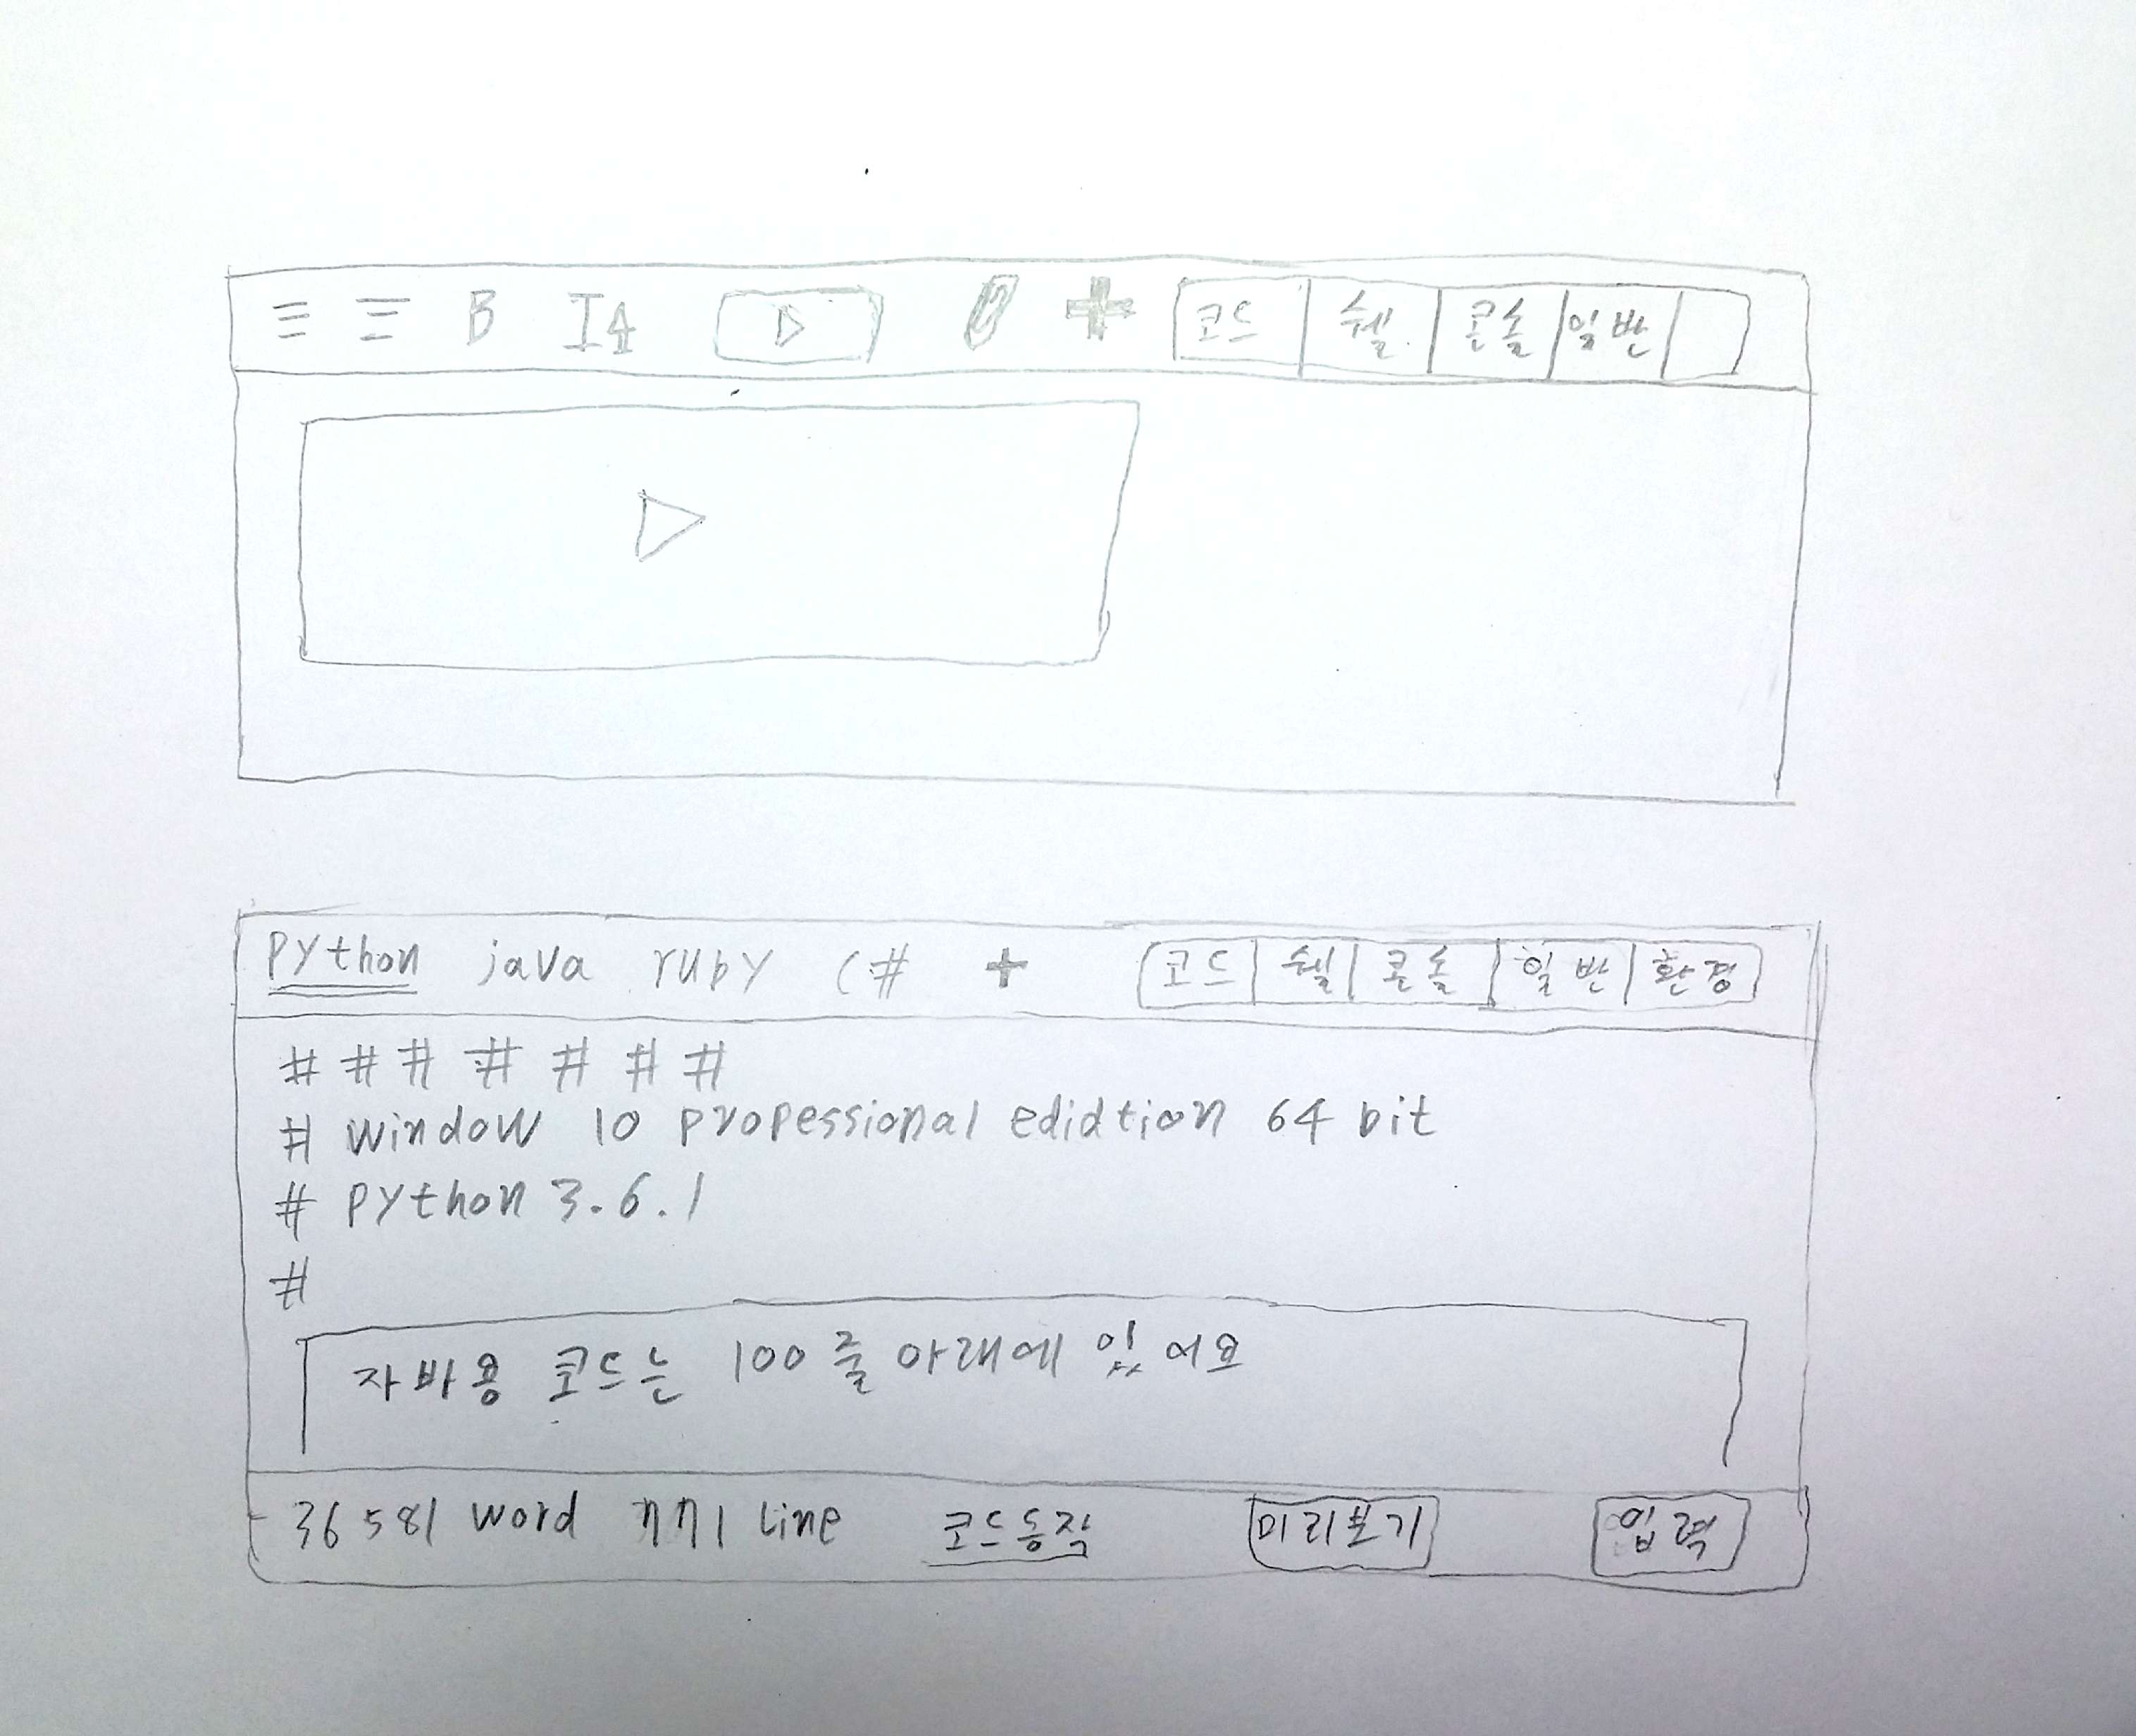 B 코드 쉘 콘솔 일반
python java ruby C# + 코드 쉘 콘솔 일반 환경
# # # # # # #
# window 10 propessional edidtion 64 bit
# python 3.6.1
#
자바용 코드는 100줄 아래에 있어요
36581 word 7771 Line 코드동작 미리보기 입력